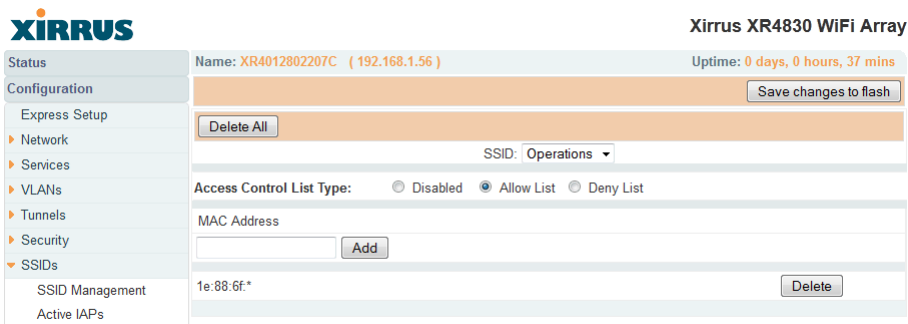 XIRRUS
Xirrus XR4830 WiFi Array
Status
Name: XR4012802207C ( 192.168.1.56 )
Uptime: 0 days, 0 hours, 37 mins
Configuration
Save changes to flash
Express Setup
Delete All
Network
SSID: Operations
Services
VLANs
Access Control List Type: Disabled Allow List Deny List
Tunnels
MAC Address
Security
Add
SSIDs
SSID Management
1e:88:6f:* Delete
Active IAPs